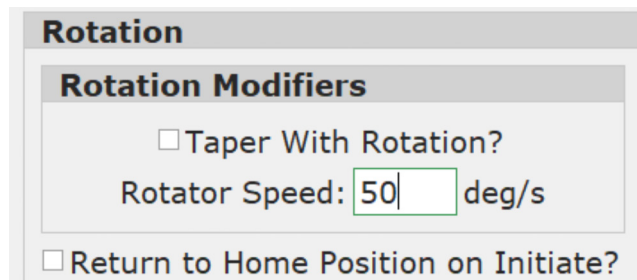 Rotation
Rotation Modifiers
Taper With Rotation?
Rotator Speed: 50 deg/s
Return to Home Position on Initiate?